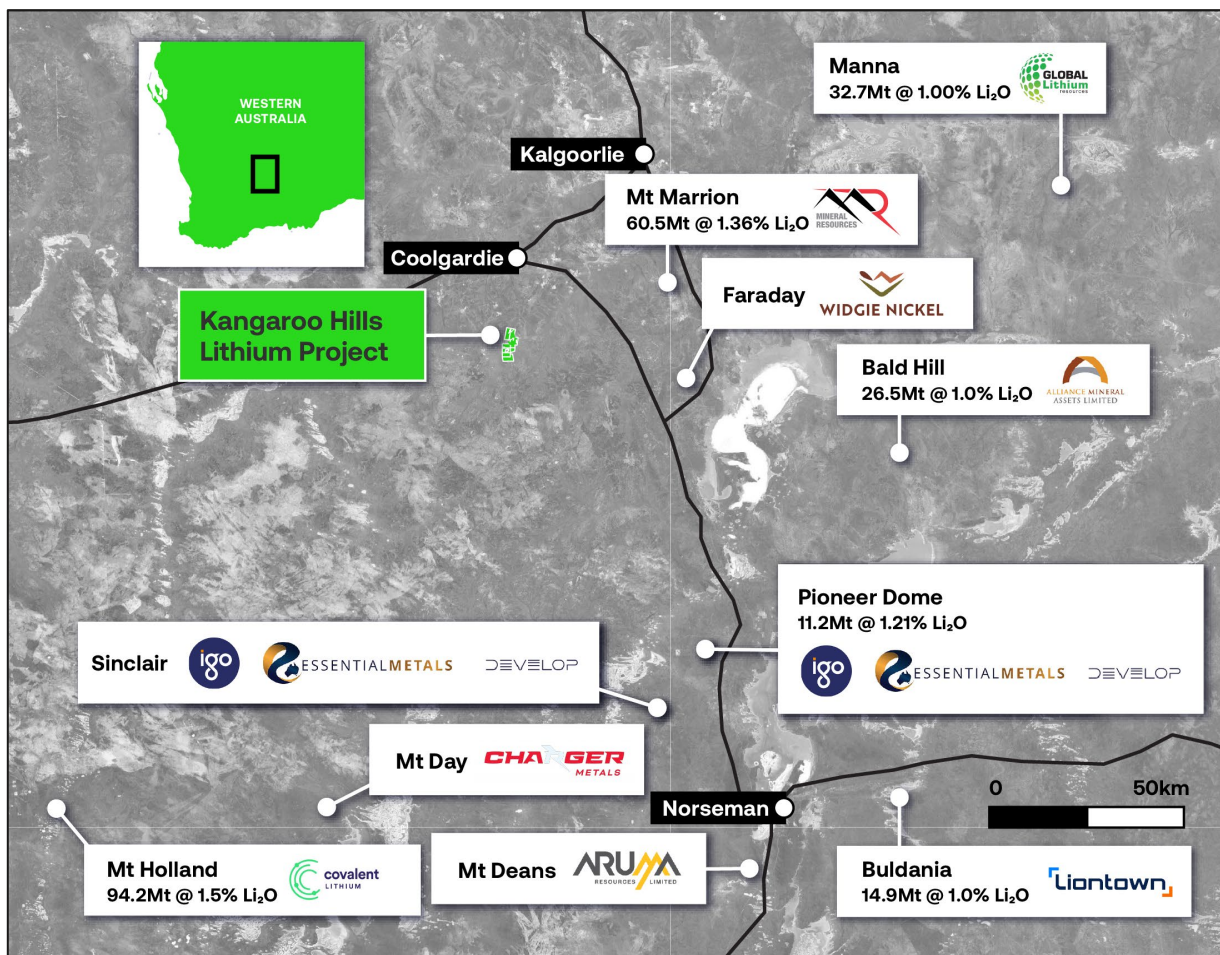 WESTERN
AUSTRALIA
Manna
32.7Mt @ 1.00% Li₂O
GLOBAL
Lithium
resources
Kalgoorlie
Mt Marrion
60.5Mt @ 1.36% Li₂O
MINERAL
RESOURCES
Coolgardie
Faraday
WIDGIE NICKEL
Kangaroo Hills
Lithium Project
Bald Hill
26.5Mt @ 1.0% Li₂O
ALLIANCE MINERAL
ASSETS LIMITED
Pioneer Dome
11.2Mt @ 1.21% Li₂O
igo
ESSENTIALMETALS
DEVELOP
Sinclair
igo
ESSENTIALMETALS
DEVELOP
Mt Day
CHARGER
METALS
Norseman
0 50km
Mt Holland
94.2Mt @ 1.5% Li₂O
covalent
LITHIUM
Mt Deans
ARUMA
RESOURCES LIMITED
Buldania
14.9Mt @ 1.0% Li₂O
Liontown